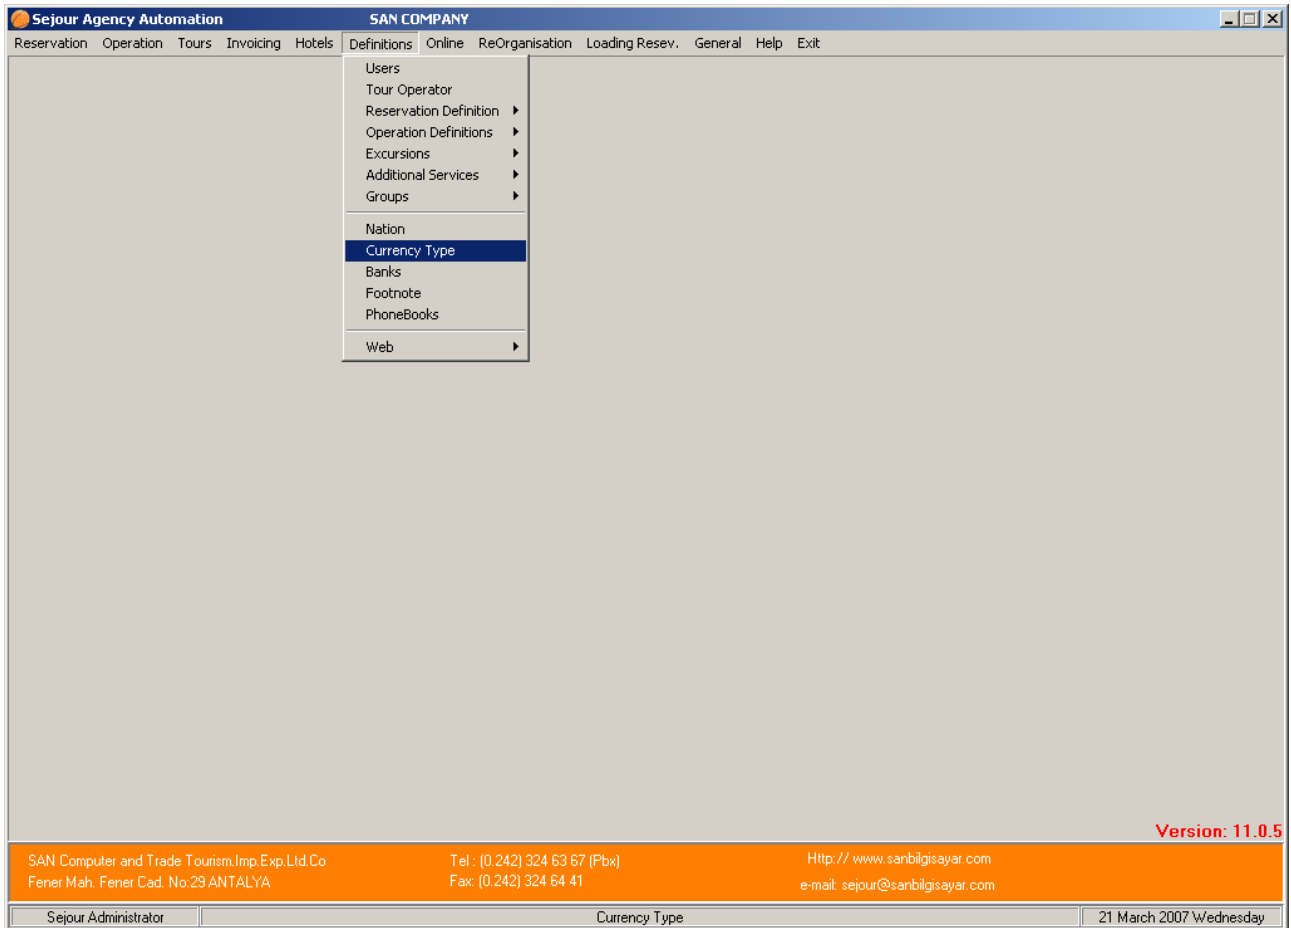 Sejour Agency Automation SAN COMPANY
Reservation Operation Tours Invoicing Hotels Definitions Online ReOrganisation Loading Resev. General Help Exit
Users
Tour Operator
Reservation Definition
Operation Definitions
Excursions
Additional Services
Groups
Nation
Currency Type
Banks
Footnote
PhoneBooks
Web
Version: 11.0.5
SAN Computer and Trade Tourism.Imp.Exp.Ltd.Co Tel : (0.242) 324 63 67 (Pbx) Http:// www.sanbilgisayar.com
Fener Mah. Fener Cad. No:29 ANTALYA Fax: (0.242) 324 64 41 e-mail: sejour@sanbilgisayar.com
Sejour Administrator Currency Type 21 March 2007 Wednesday